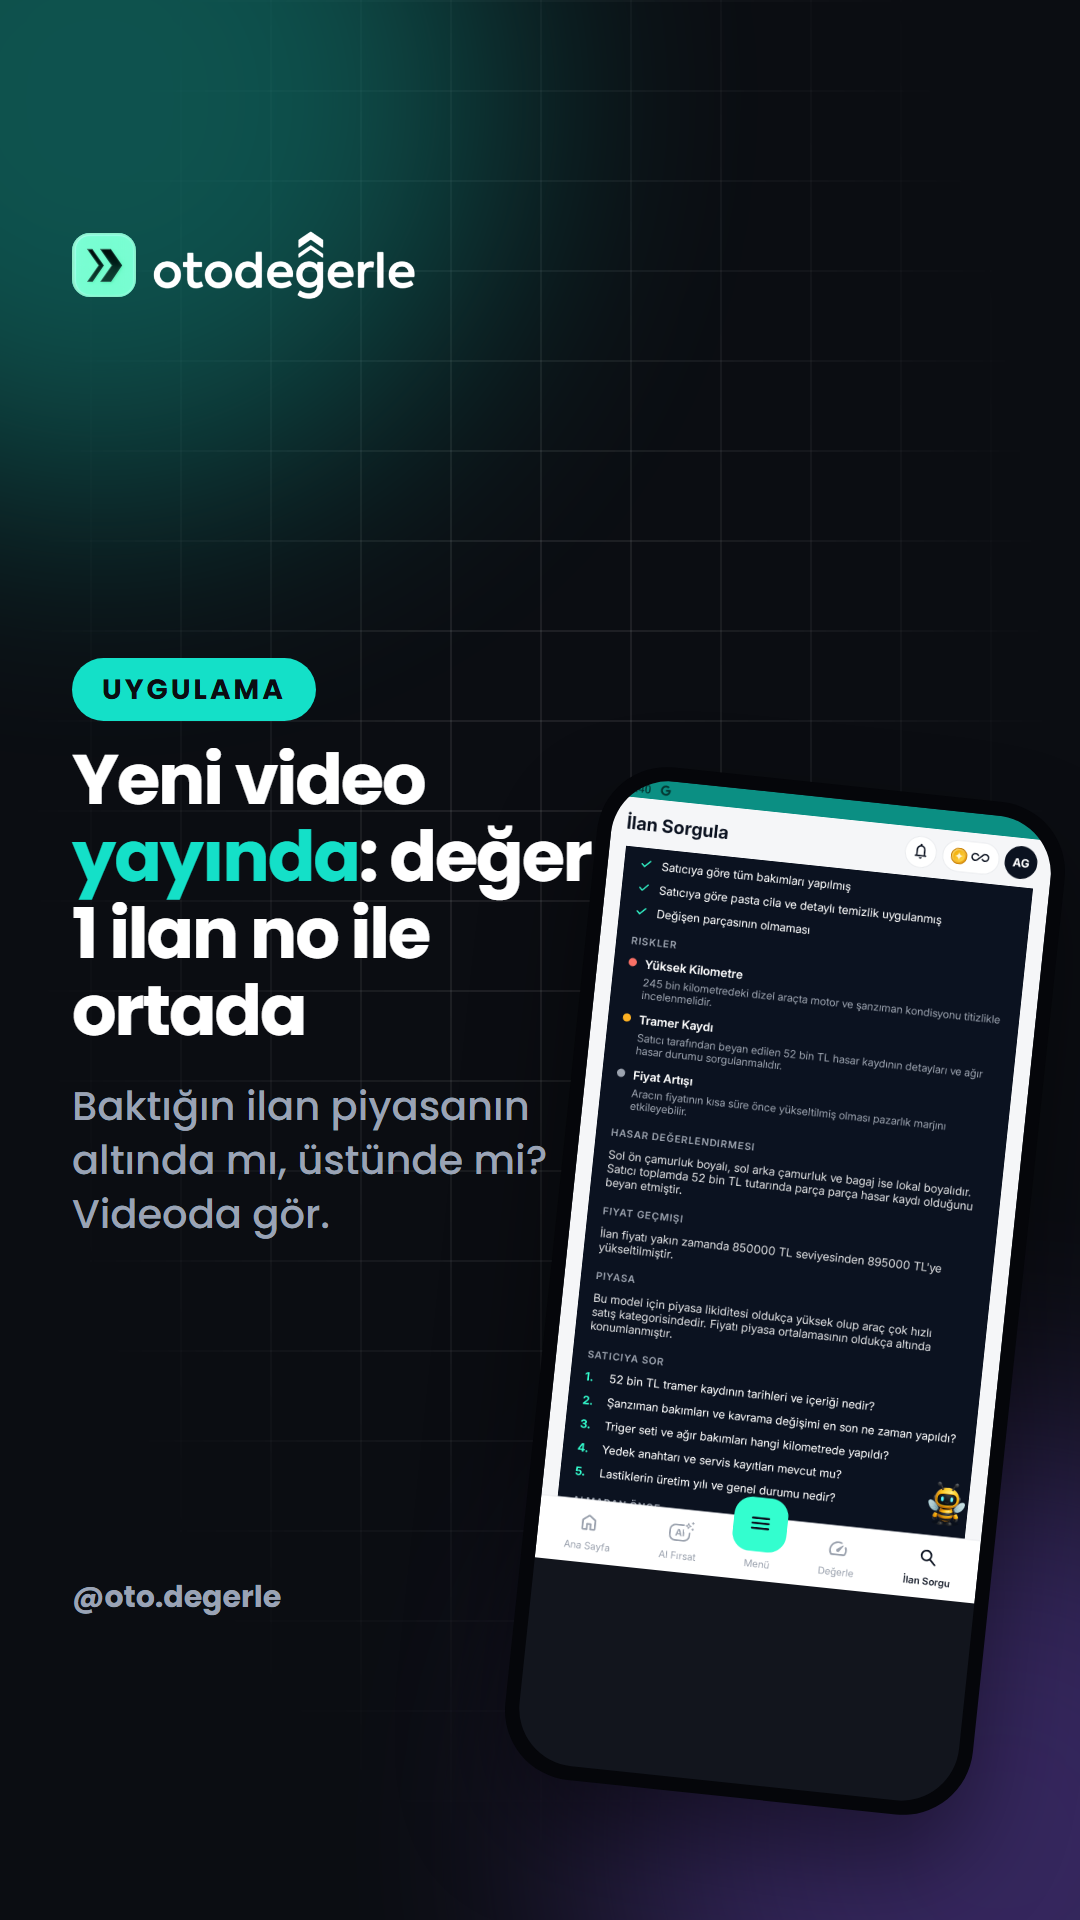 otodeğerle
UYGULAMA
Yeni video
yayında: değer
1 ilan no ile
ortada
Baktığın ilan piyasanın
altında mı, üstünde mi?
Videoda gör.
@oto.degerle
G
İlan Sorgula
AG
Satıcıya göre tüm bakımları yapılmış
Satıcıya göre pasta cila ve detaylı temizlik uygulanmış
Değişen parçasının olmaması
RISKLER
Yüksek Kilometre
245 bin kilometredeki dizel araçta motor ve şanzıman kondisyonu titizlikle
incelenmelidir.
Tramer Kaydı
Satıcı tarafından beyan edilen 52 bin TL hasar kaydının detayları ve ağır
hasar durumu sorgulanmalıdır.
Fiyat Artışı
Aracın fiyatının kısa süre önce yükseltilmiş olması pazarlık marjını
etkileyebilir.
HASAR DEĞERLENDIRMESI
Sol ön çamurluk boyalı, sol arka çamurluk ve bagaj ise lokal boyalıdır.
Satıcı toplamda 52 bin TL tutarında parça parça hasar kaydı olduğunu
beyan etmiştir.
FIYAT GEÇMIŞI
İlan fiyatı yakın zamanda 850000 TL seviyesinden 895000 TL'ye
yükseltilmiştir.
PIYASA
Bu model için piyasa likiditesi oldukça yüksek olup araç çok hızlı
satış kategorisindedir. Fiyatı piyasa ortalamasının oldukça altında
konumlanmıştır.
SATICIYA SOR
1. 52 bin TL tramer kaydının tarihleri ve içeriği nedir?
2. Şanzıman bakımları ve kavrama değişimi en son ne zaman yapıldı?
3. Triger seti ve ağır bakımları hangi kilometrede yapıldı?
4. Yedek anahtarı ve servis kayıtları mevcut mu?
5. Lastiklerin üretim yılı ve genel durumu nedir?
Ana Sayfa
AI
AI Fırsat
Menü
Değerle
İlan Sorgu